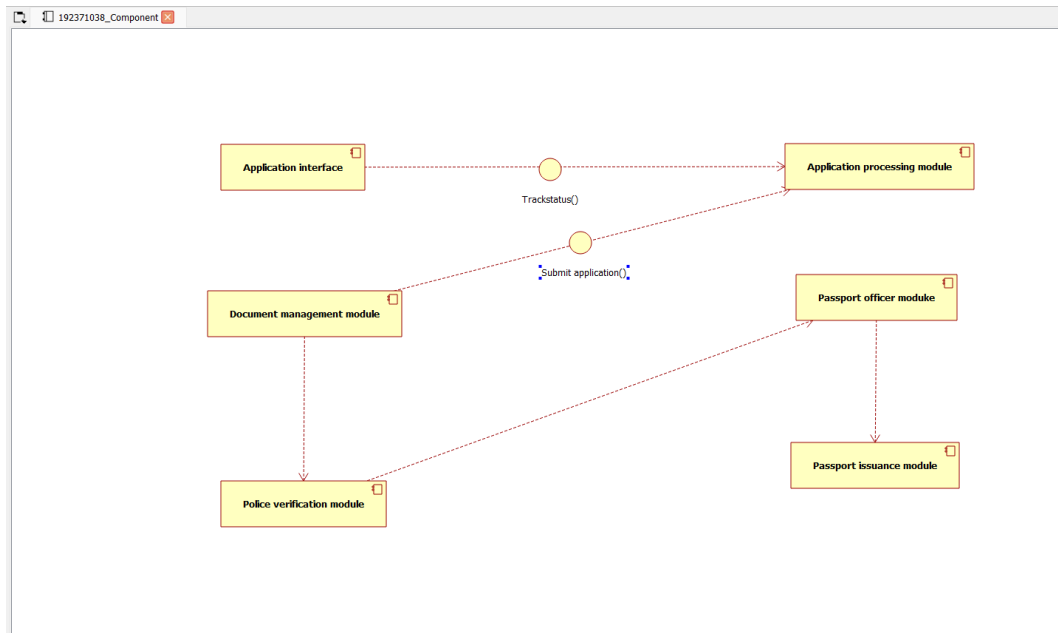 192371038_Component
Application interface
Application processing module
Trackstatus()
Submit application()
Document management module
Passport officer moduke
Passport issuance module
Police verification module